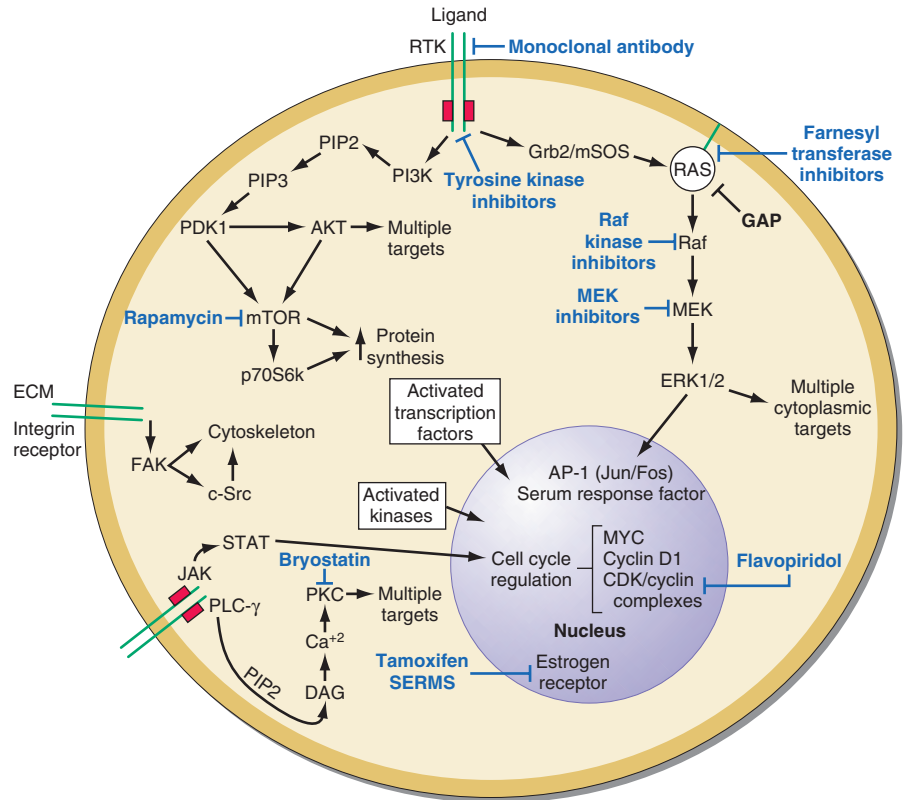 Ligand
RTK
Monoclonal antibody
PIP2
Grb2/mSOS
Farnesyl
transferase
inhibitors
PI3K
Tyrosine kinase
inhibitors
RAS
PIP3
GAP
PDK1
AKT
Multiple
targets
Raf
kinase
inhibitors
Raf
Rapamycin
mTOR
MEK
inhibitors
MEK
Protein
synthesis
p70S6k
ERK1/2
Multiple
cytoplasmic
targets
ECM
Integrin
receptor
Cytoskeleton
FAK
c-Src
Activated
transcription
factors
AP-1 (Jun/Fos)
Serum response factor
Activated
kinases
STAT
JAK
Bryostatin
Cell cycle
regulation
MYC
Cyclin D1
CDK/cyclin
complexes
Flavopiridol
PLC-γ
PKC
Multiple
targets
Nucleus
Ca+2
Tamoxifen
SERMS
Estrogen
receptor
PIP2
DAG